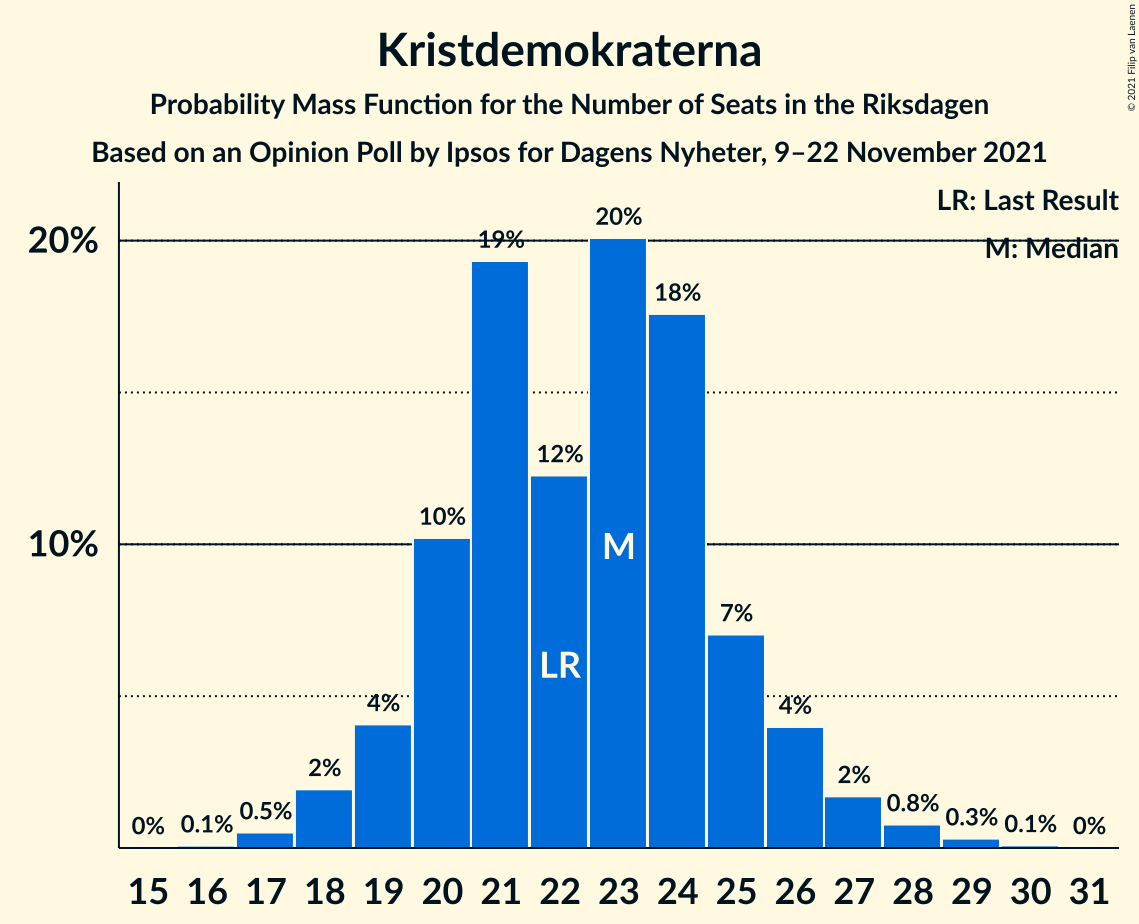 Kristdemokraterna
Probability Mass Function for the Number of Seats in the Riksdagen
Based on an Opinion Poll by Ipsos for Dagens Nyheter, 9–22 November 2021
© 2021 Filip van Laenen
LR: Last Result
M: Median
20%
10%
0%
0.1%
0.5%
2%
4%
10%
19%
12%
20%
18%
7%
4%
2%
0.8%
0.3%
0.1%
0%
LR
M
15 16 17 18 19 20 21 22 23 24 25 26 27 28 29 30 31